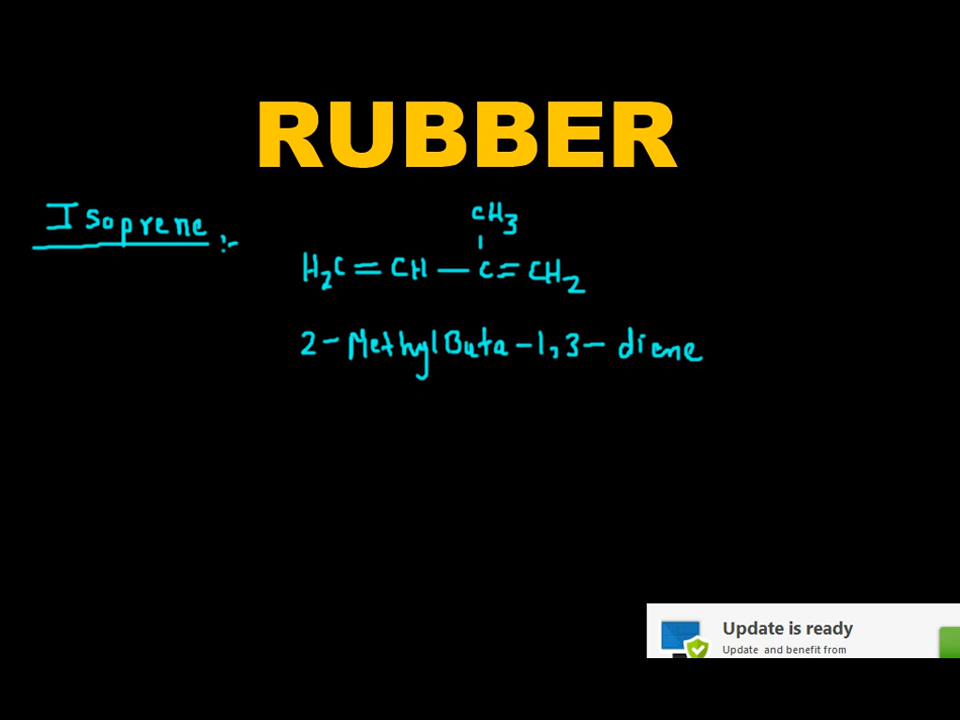 RUBBER
Isoprene :-
CH3
H2C = CH — C = CH2
2 - MethylButa - 1,3 - diene
Update is ready
Update and benefit from